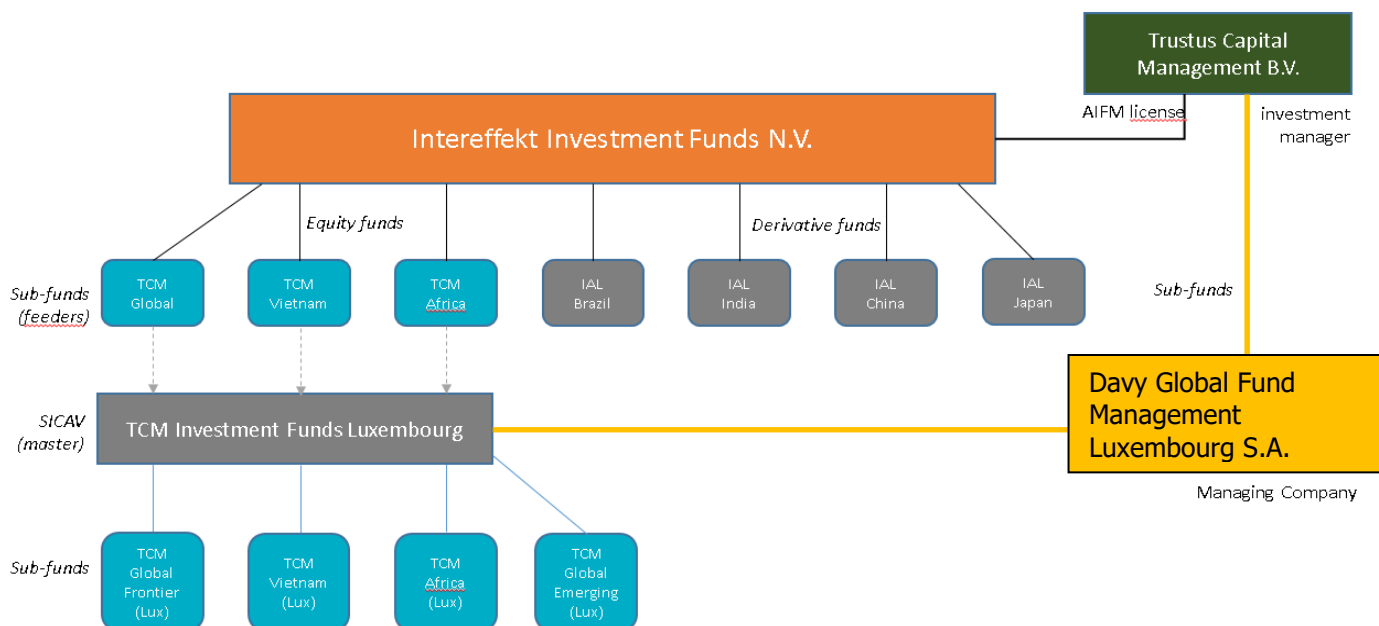 Trustus Capital
Management B.V.
AIFM license
investment
manager
Intereffekt Investment Funds N.V.
Equity funds
Derivative funds
Sub-funds
(feeders)
TCM
Global
TCM
Vietnam
TCM
Africa
IAL
Brazil
IAL
India
IAL
China
IAL
Japan
Sub-funds
SICAV
(master)
TCM Investment Funds Luxembourg
Davy Global Fund
Management
Luxembourg S.A.
Managing Company
Sub-funds
TCM
Global
Frontier
(Lux)
TCM
Vietnam
(Lux)
TCM
Africa
(Lux)
TCM
Global
Emerging
(Lux)